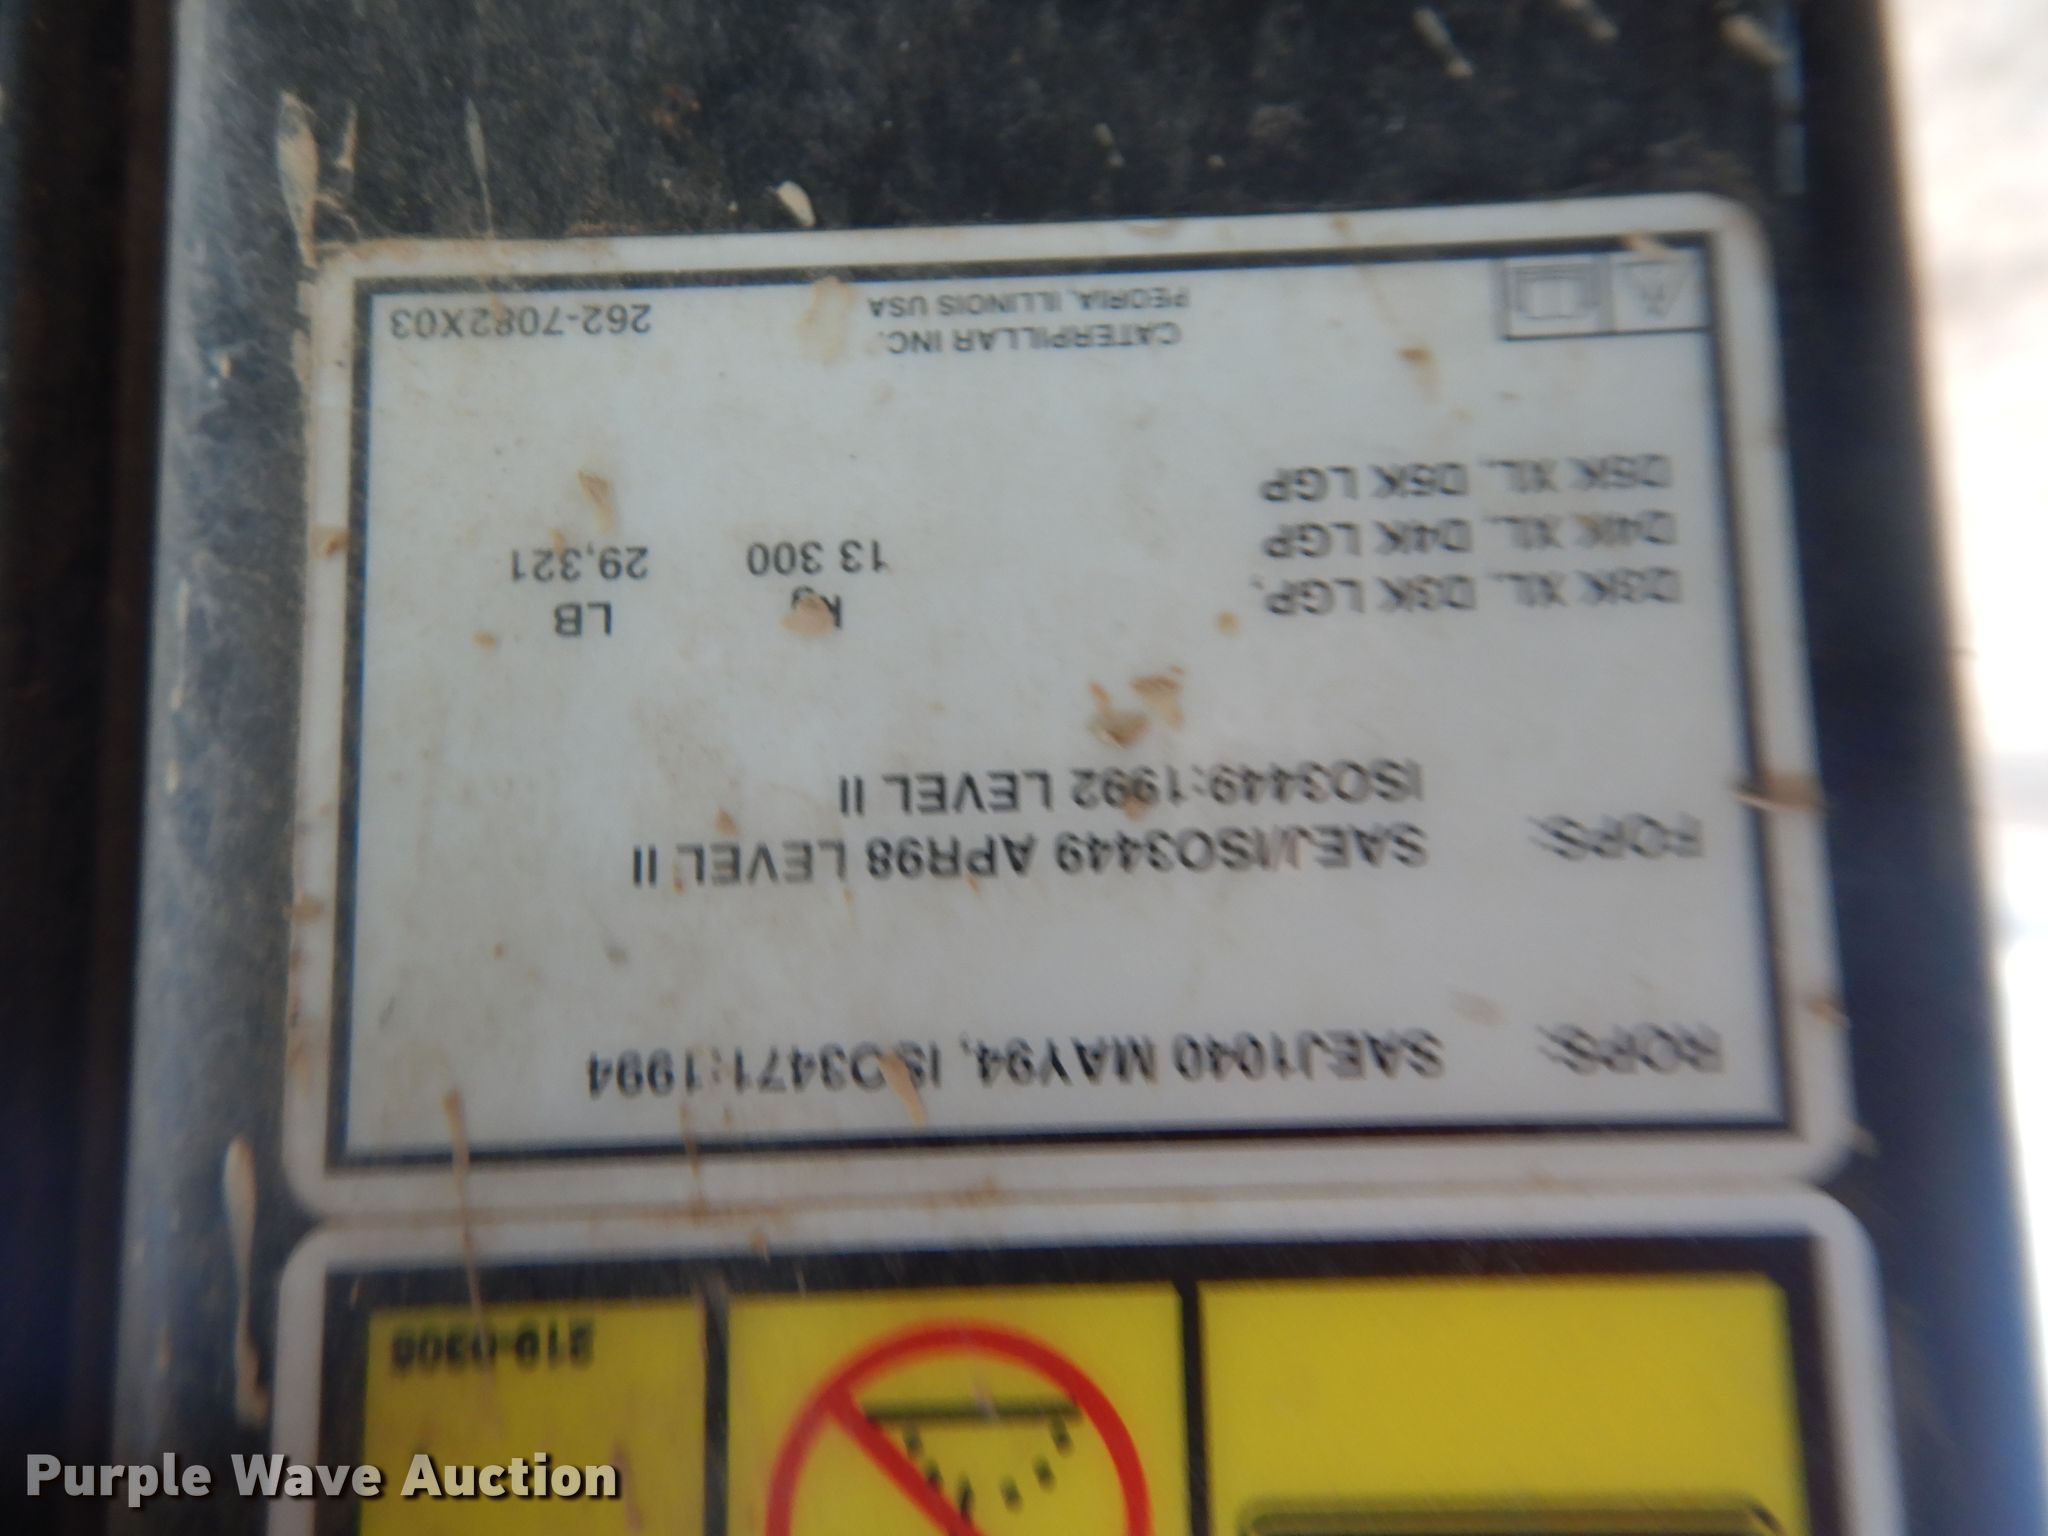 ROPS: SAEJ1040 MAY94, ISO3471:1994
FOPS: SAEJ/ISO3449 APR98 LEVEL II
ISO3449:1992 LEVEL II
kg LB
D3K XL, D3K LGP, 13 300 29,321
D4K XL, D4K LGP
D5K XL, D5K LGP
CATERPILLAR INC.
PEORIA, ILLINOIS USA
262-7082X03
219-0306
Purple Wave Auction